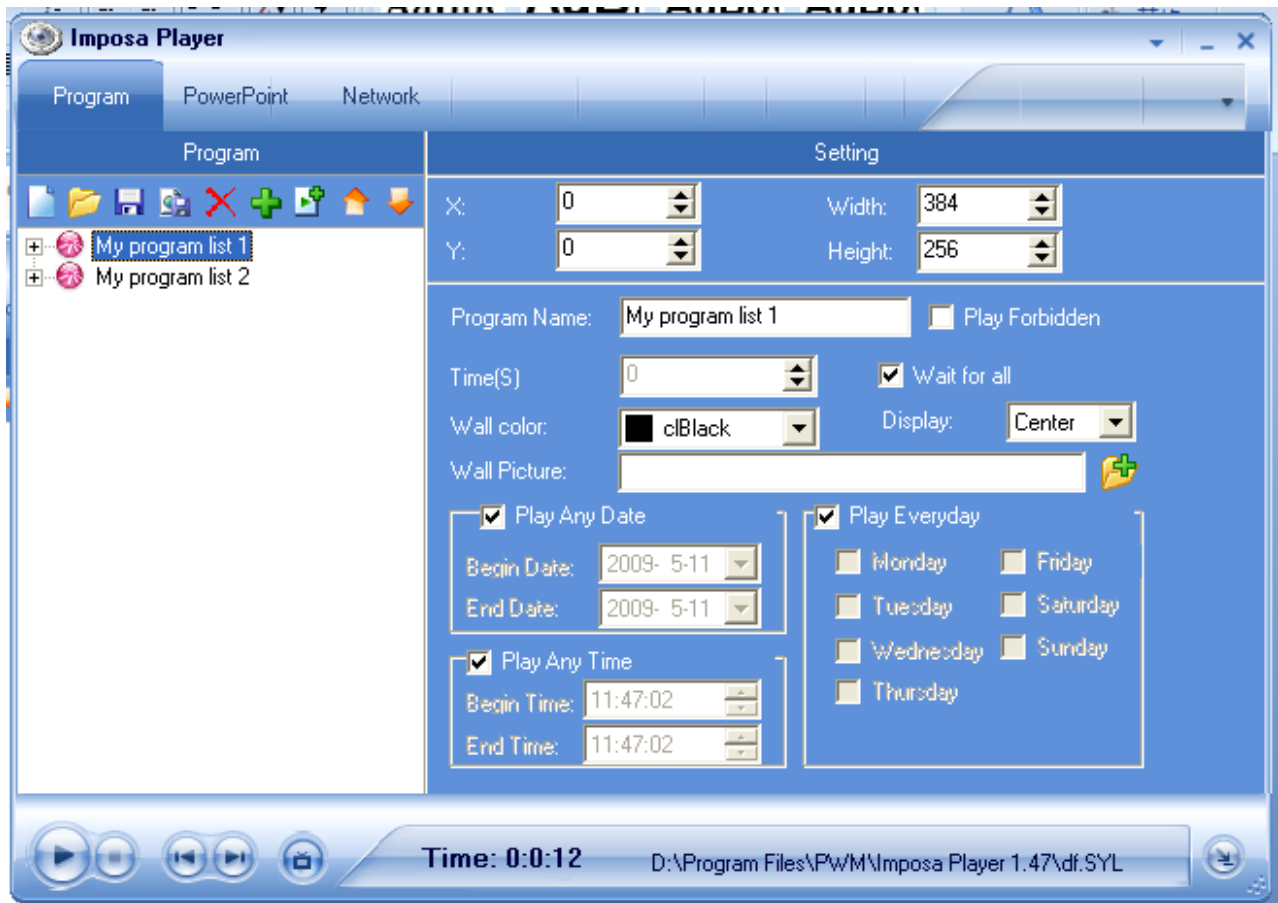 Imposa Player
Program PowerPoint Network
Program
Setting
My program list 1
My program list 2
X: 0 Width: 384
Y: 0 Height: 256
Program Name: My program list 1 Play Forbidden
Time(S) 0 Wait for all
Wall color: clBlack Display: Center
Wall Picture:
Play Any Date
Begin Date: 2009- 5-11
End Date: 2009- 5-11
Play Any Time
Begin Time: 11:47:02
End Time: 11:47:02
Play Everyday
Monday Friday
Tuesday Saturday
Wednesday Sunday
Thursday
Time: 0:0:12 D:\Program Files\PWM\Imposa Player 1.47\df.SYL